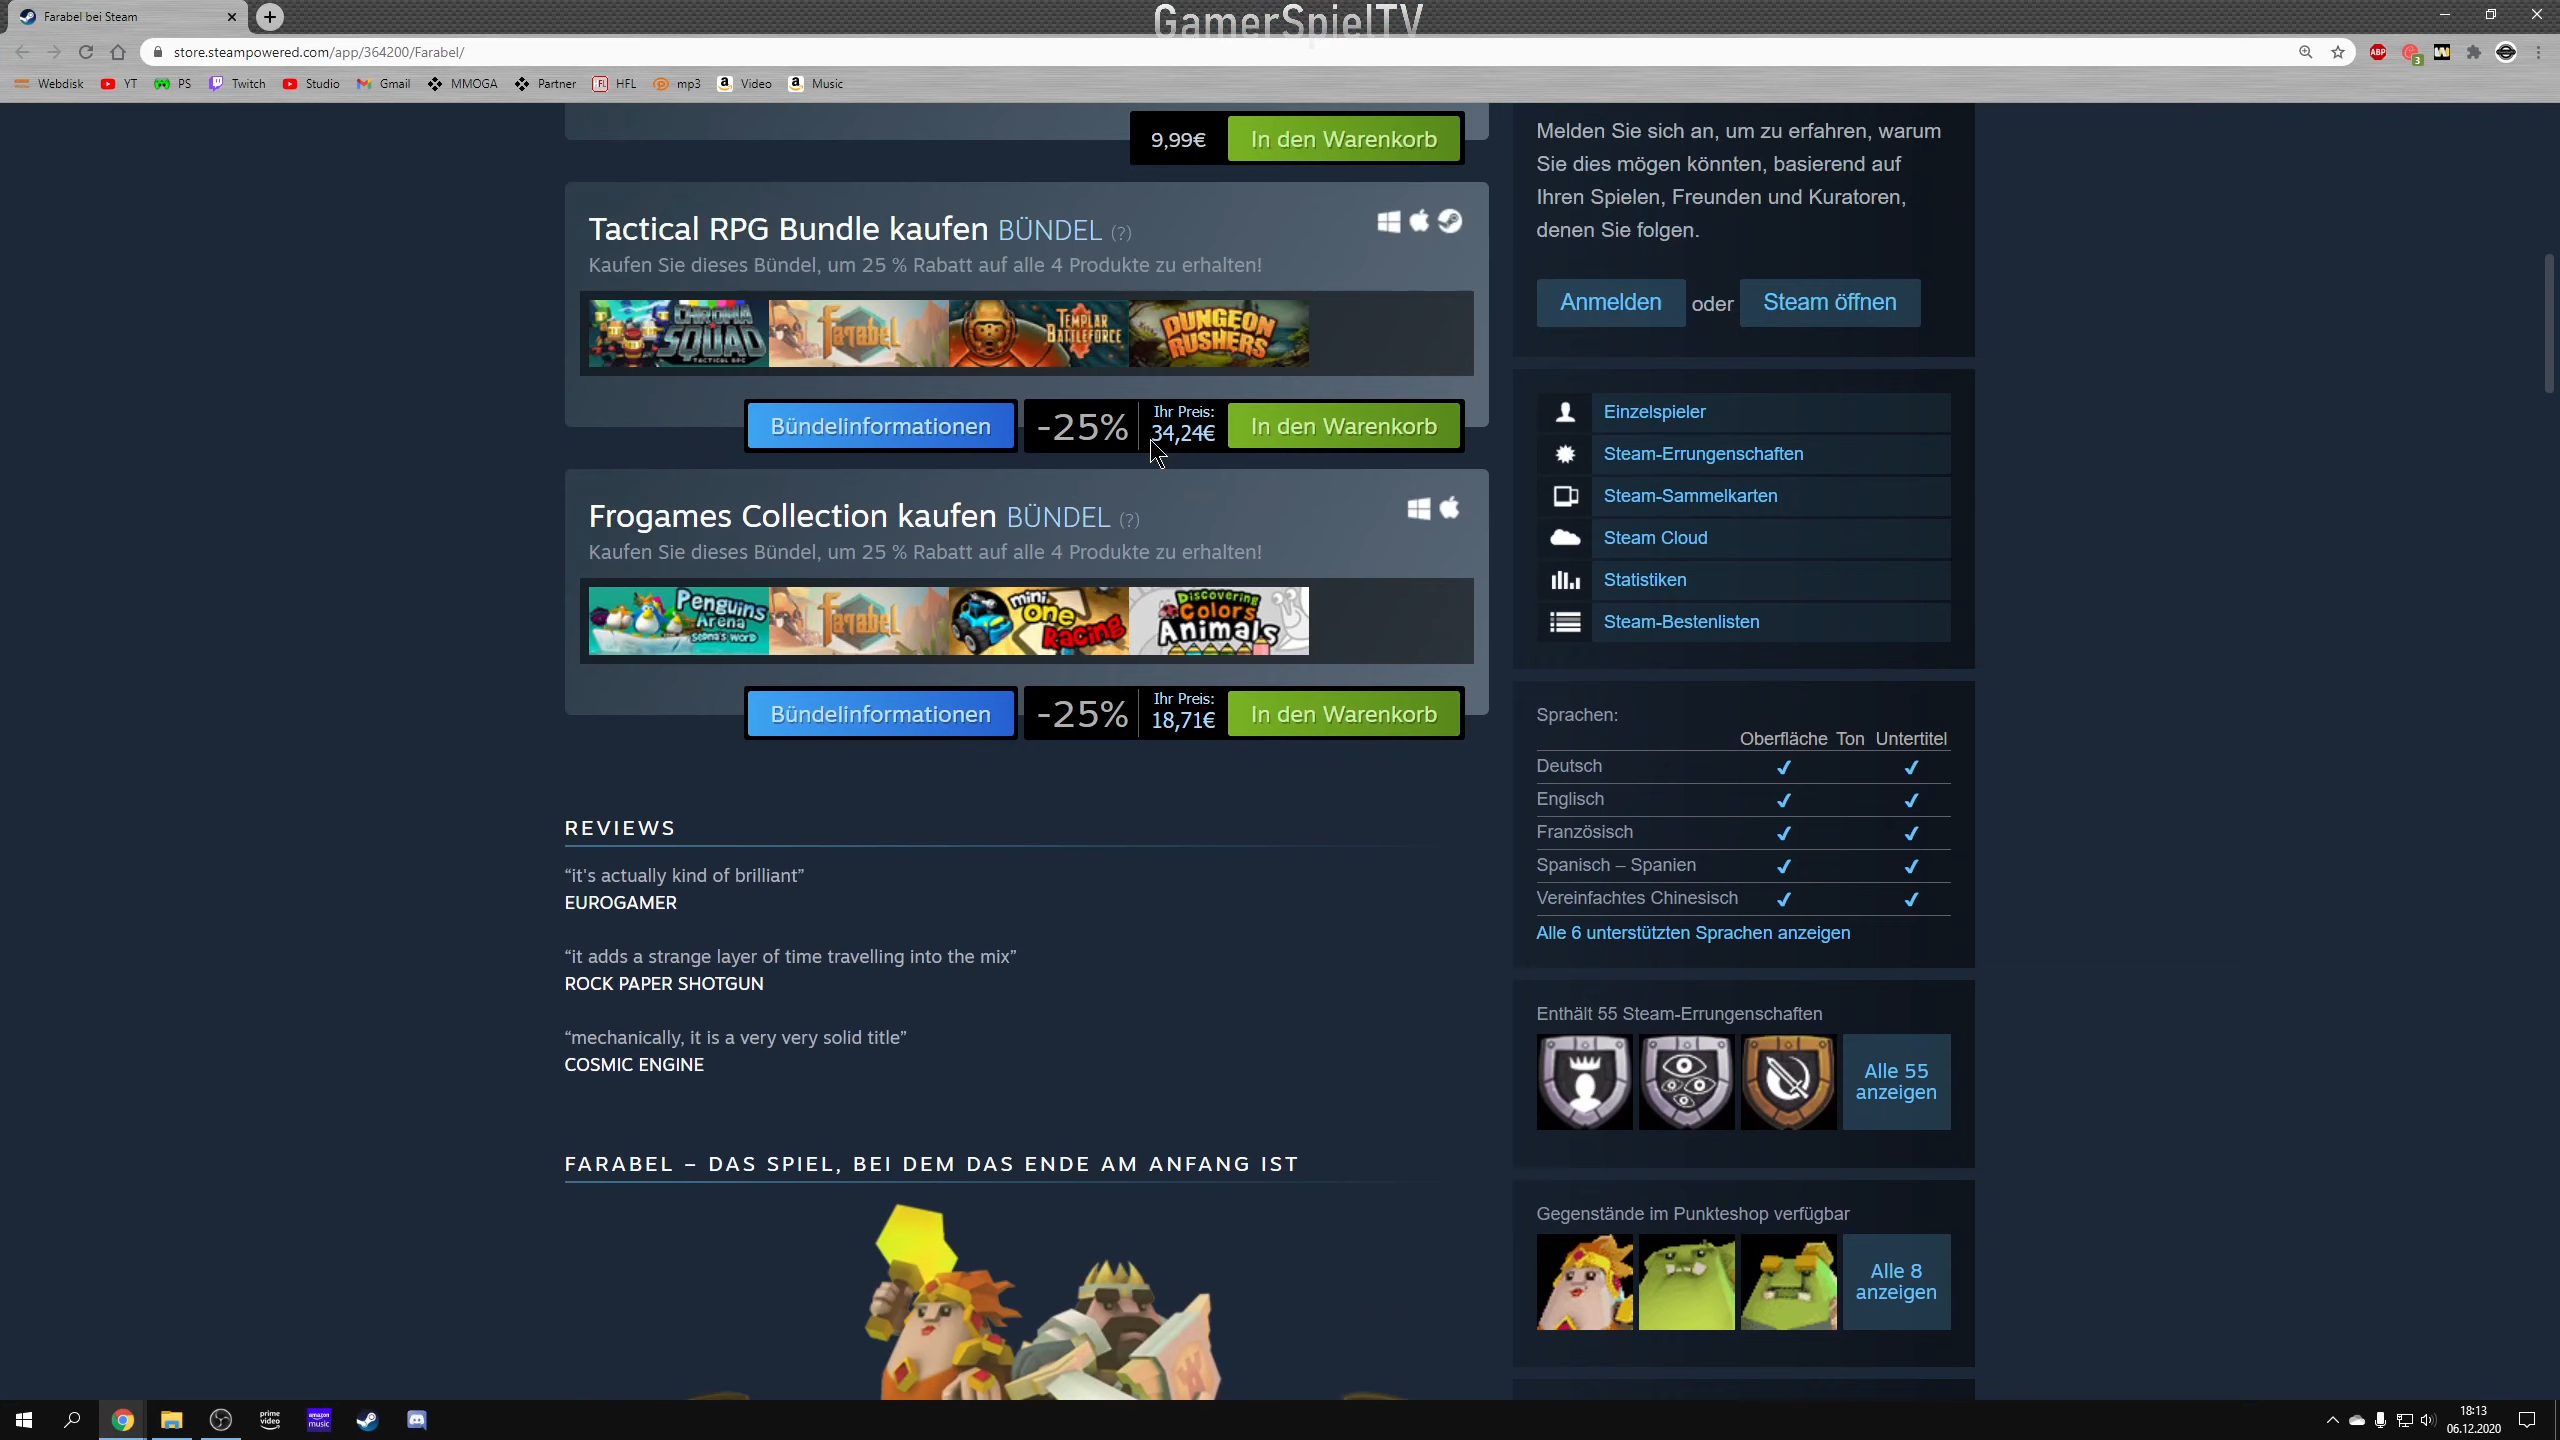 Farabel bei Steam
GamerSpielTV
store.steampowered.com/app/364200/Farabel/
ABP
3
Webdisk YT PS Twitch Studio Gmail MMOGA Partner HFL mp3 Video Music
9,99€ In den Warenkorb
Tactical RPG Bundle kaufen BÜNDEL (?)
Kaufen Sie dieses Bündel, um 25 % Rabatt auf alle 4 Produkte zu erhalten!
CHROMA SQUAD TACTICAL RPG
Farabel
TEMPLAR BATTLEFORCE
DUNGEON RUSHERS
Bündelinformationen -25% Ihr Preis: 34,24€ In den Warenkorb
Frogames Collection kaufen BÜNDEL (?)
Kaufen Sie dieses Bündel, um 25 % Rabatt auf alle 4 Produkte zu erhalten!
Penguins Arena Sedna's World
Farabel
mini one Racing
Discovering Colors Animals
Bündelinformationen -25% Ihr Preis: 18,71€ In den Warenkorb
REVIEWS
“it's actually kind of brilliant”
EUROGAMER
“it adds a strange layer of time travelling into the mix”
ROCK PAPER SHOTGUN
“mechanically, it is a very very solid title”
COSMIC ENGINE
FARABEL – DAS SPIEL, BEI DEM DAS ENDE AM ANFANG IST
Melden Sie sich an, um zu erfahren, warum
Sie dies mögen könnten, basierend auf
Ihren Spielen, Freunden und Kuratoren,
denen Sie folgen.
Anmelden oder Steam öffnen
Einzelspieler
Steam-Errungenschaften
Steam-Sammelkarten
Steam Cloud
Statistiken
Steam-Bestenlisten
Sprachen:
Oberfläche Ton Untertitel
Deutsch ✔ ✔
Englisch ✔ ✔
Französisch ✔ ✔
Spanisch – Spanien ✔ ✔
Vereinfachtes Chinesisch ✔ ✔
Alle 6 unterstützten Sprachen anzeigen
Enthält 55 Steam-Errungenschaften
Alle 55
anzeigen
Gegenstände im Punkteshop verfügbar
Alle 8
anzeigen
prime video
amazon music
18:13
06.12.2020